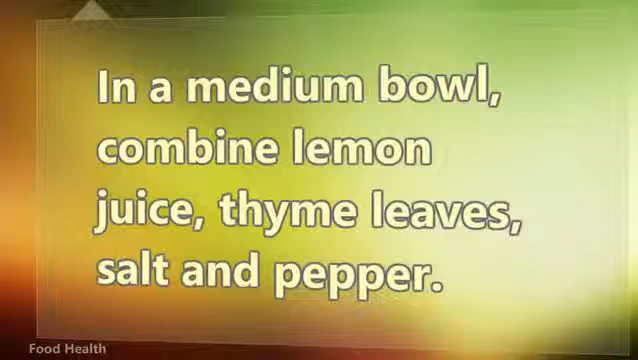 In a medium bowl,
combine lemon
juice, thyme leaves,
salt and pepper.
Food Health